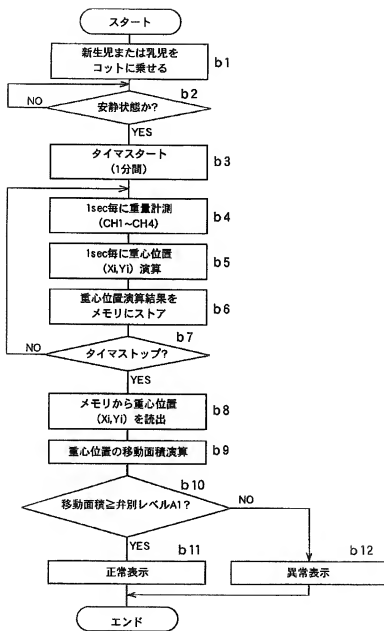 スタート
新生児または乳児を
コットに乗せる
b1
b2
NO
安静状態か?
YES
タイマスタート
(1分間)
b3
1sec毎に重量計測
(CH1~CH4)
b4
1sec毎に重心位置
(Xi,Yi) 演算
b5
重心位置演算結果を
メモリにストア
b6
b7
NO
タイマストップ?
YES
メモリから重心位置
(Xi,Yi) を読出
b8
重心位置の移動面積演算
b9
b10
移動面積≧弁別レベルA1?
NO
YES
b11
b12
正常表示
異常表示
エンド